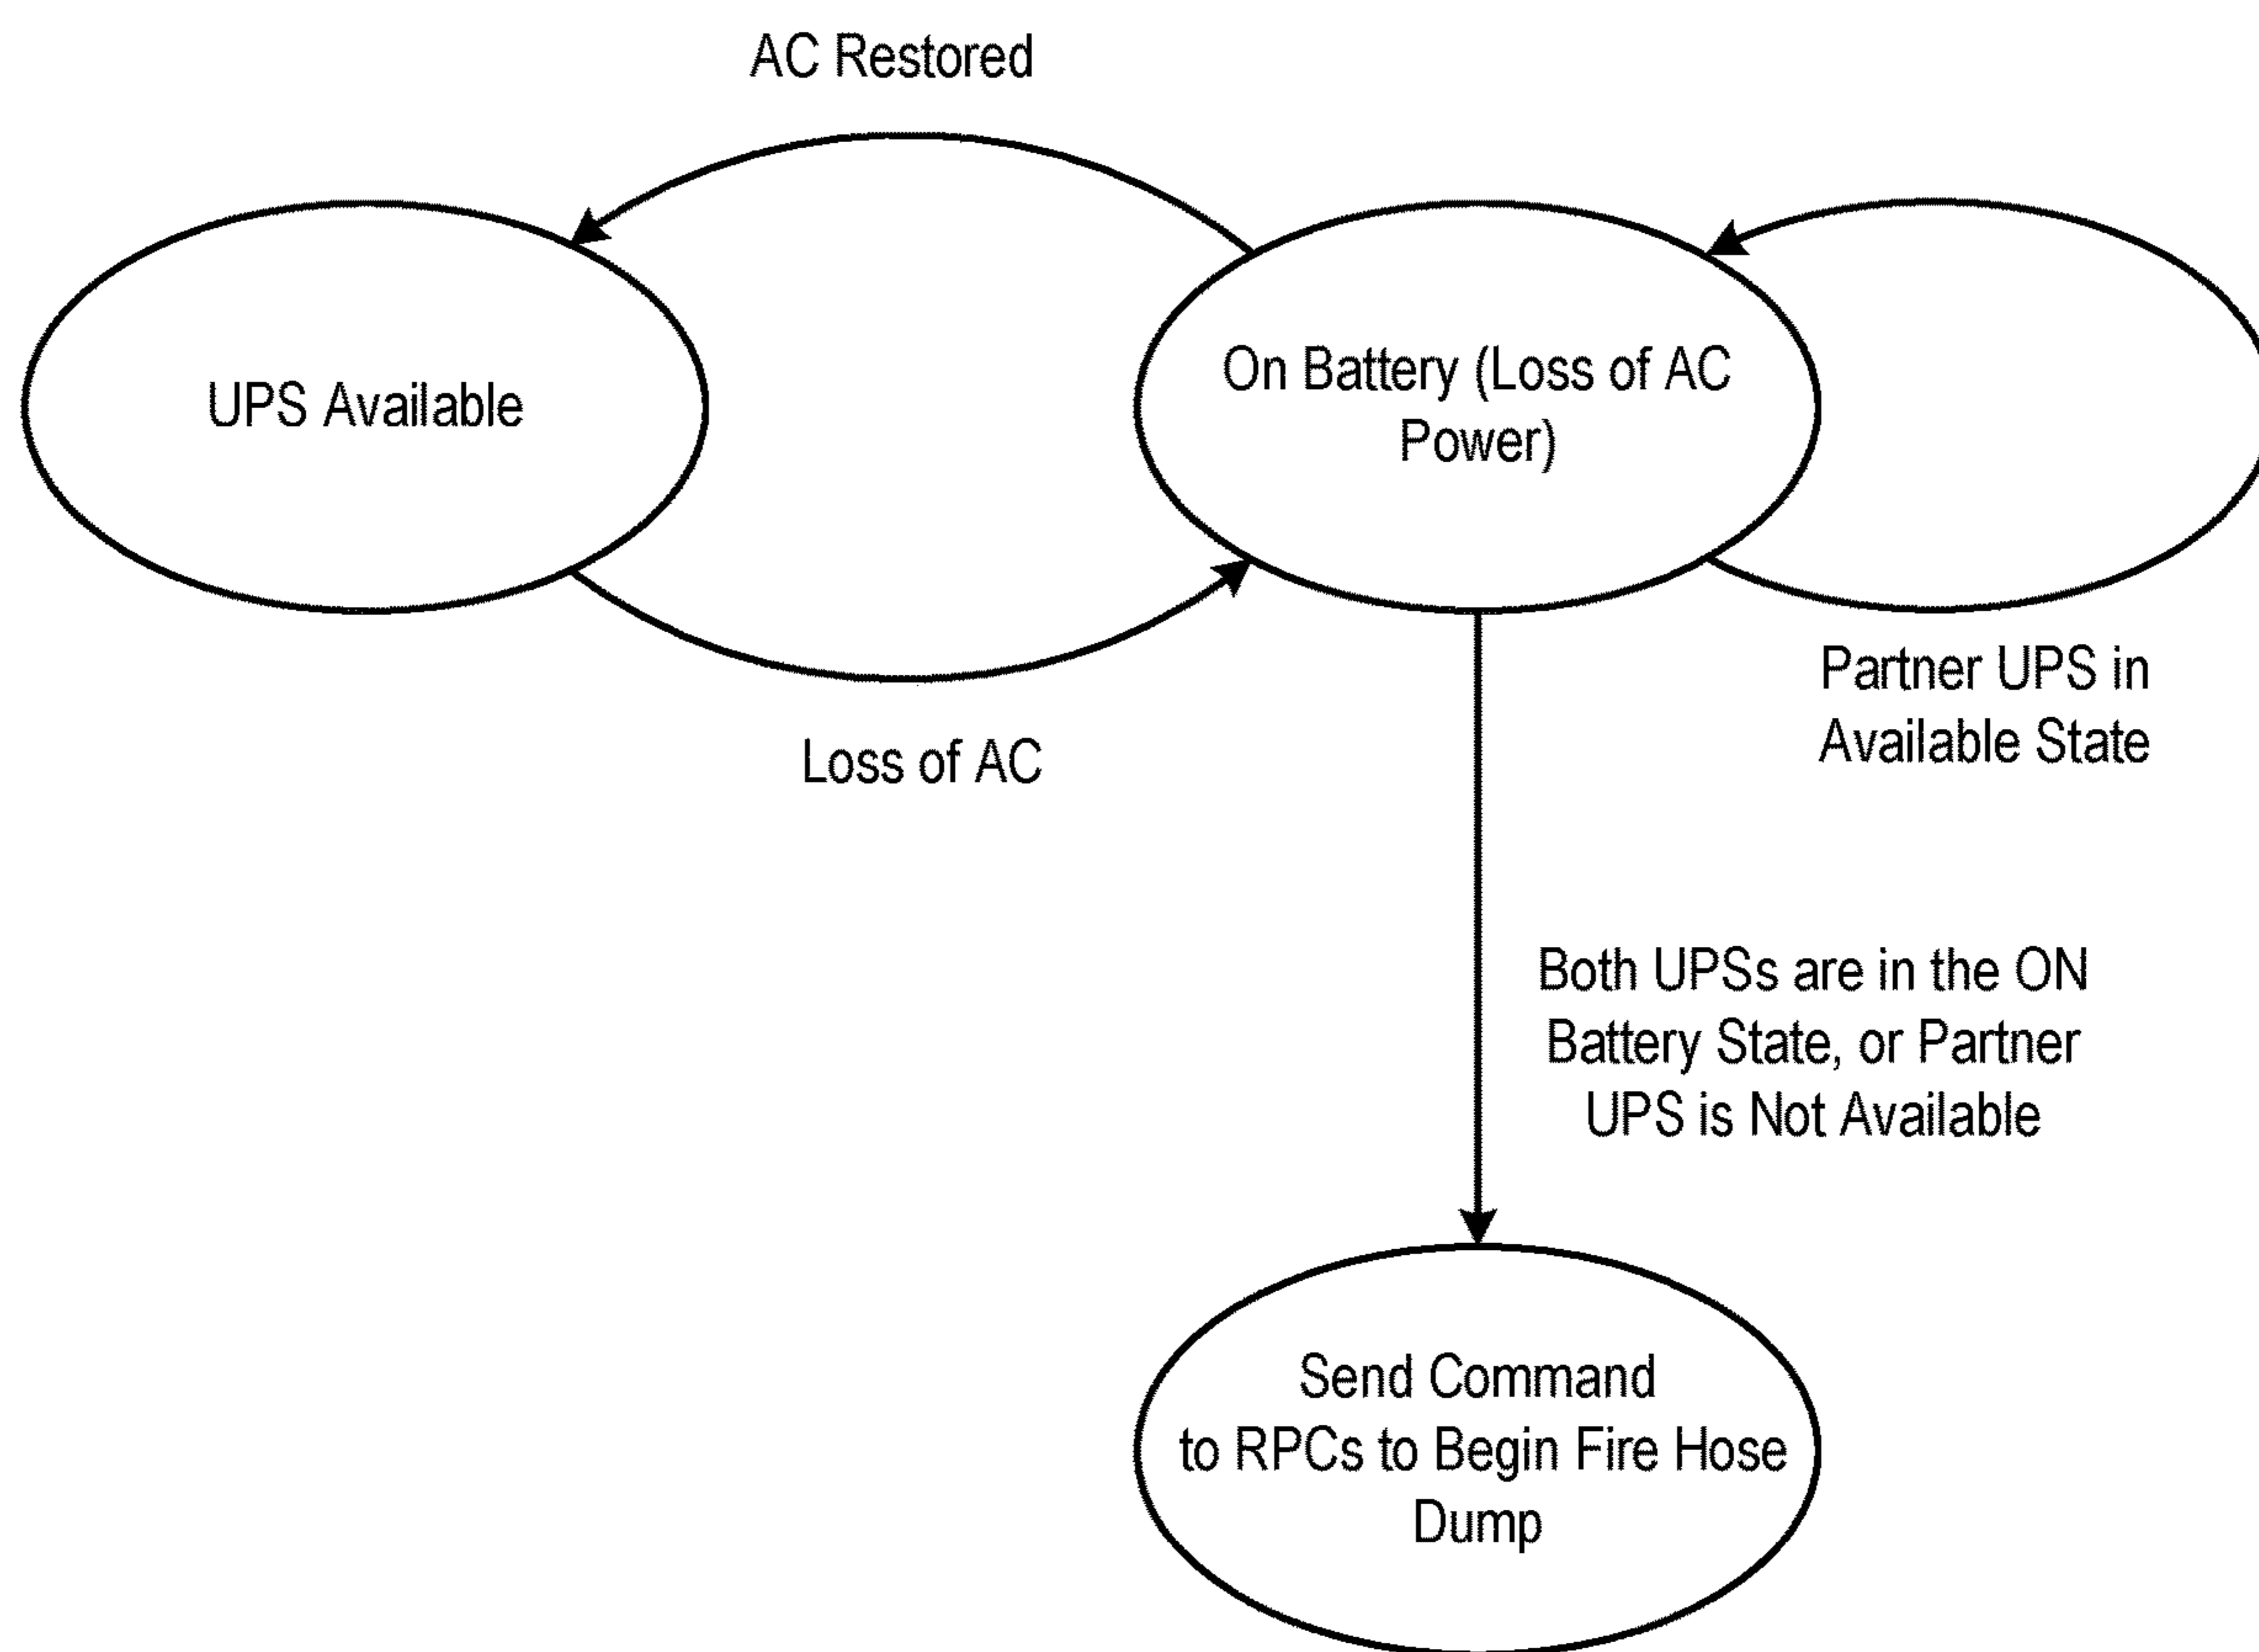 AC Restored
UPS Available
On Battery (Loss of AC
Power)
Partner UPS in
Available State
Loss of AC
Both UPSs are in the ON
Battery State, or Partner
UPS is Not Available
Send Command
to RPCs to Begin Fire Hose
Dump